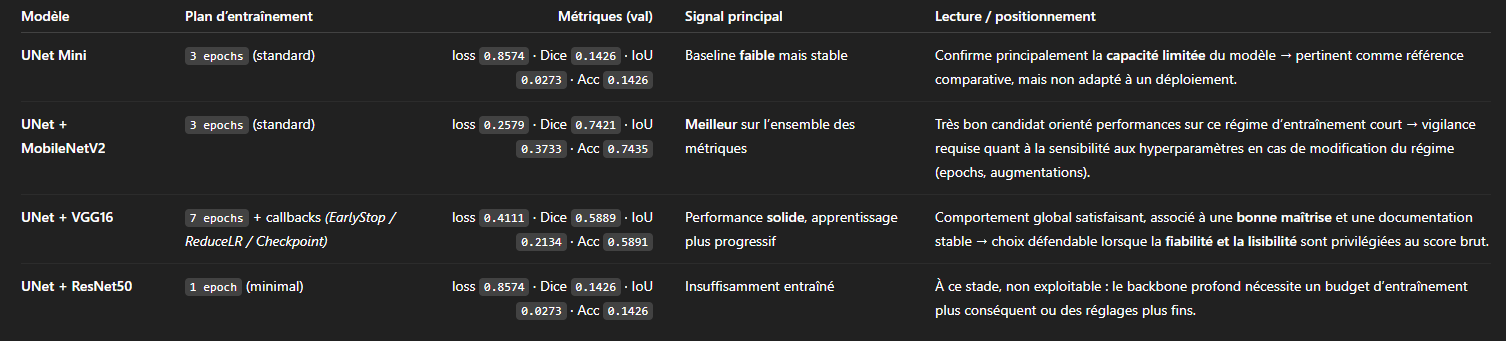 Modèle Plan d'entraînement Métriques (val) Signal principal Lecture / positionnement
UNet Mini 3 epochs (standard) loss 0.8574 · Dice 0.1426 · IoU Baseline faible mais stable Confirme principalement la capacité limitée du modèle → pertinent comme référence
0.0273 · Acc 0.1426 comparative, mais non adapté à un déploiement.
UNet + 3 epochs (standard) loss 0.2579 · Dice 0.7421 · IoU Meilleur sur l'ensemble des Très bon candidat orienté performances sur ce régime d'entraînement court → vigilance
MobileNetV2 0.3733 · Acc 0.7435 métriques requise quant à la sensibilité aux hyperparamètres en cas de modification du régime
(epochs, augmentations).
UNet + VGG16 7 epochs + callbacks (EarlyStop / loss 0.4111 · Dice 0.5889 · IoU Performance solide, apprentissage Comportement global satisfaisant, associé à une bonne maîtrise et une documentation
ReduceLR / Checkpoint) 0.2134 · Acc 0.5891 plus progressif stable → choix défendable lorsque la fiabilité et la lisibilité sont privilégiées au score brut.
UNet + ResNet50 1 epoch (minimal) loss 0.8574 · Dice 0.1426 · IoU Insuffisamment entraîné À ce stade, non exploitable : le backbone profond nécessite un budget d'entraînement
0.0273 · Acc 0.1426 plus conséquent ou des réglages plus fins.